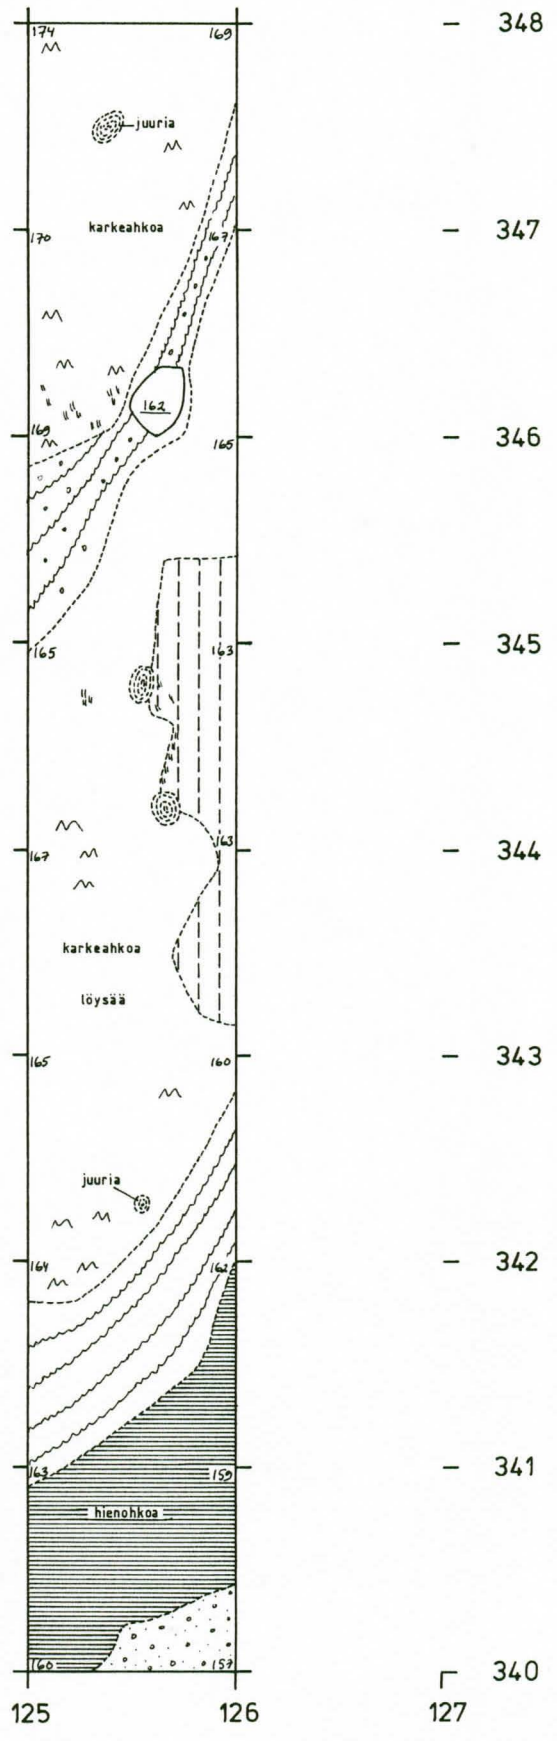 174 169 348
juuria
karkeahkoa
170 167 347
162
169 165 346
165 163 345
167 163 344
karkeahkoa
löysää
165 160 343
juuria
164 162 342
163 159 341
hienohkoa
160 157 340
125 126 127